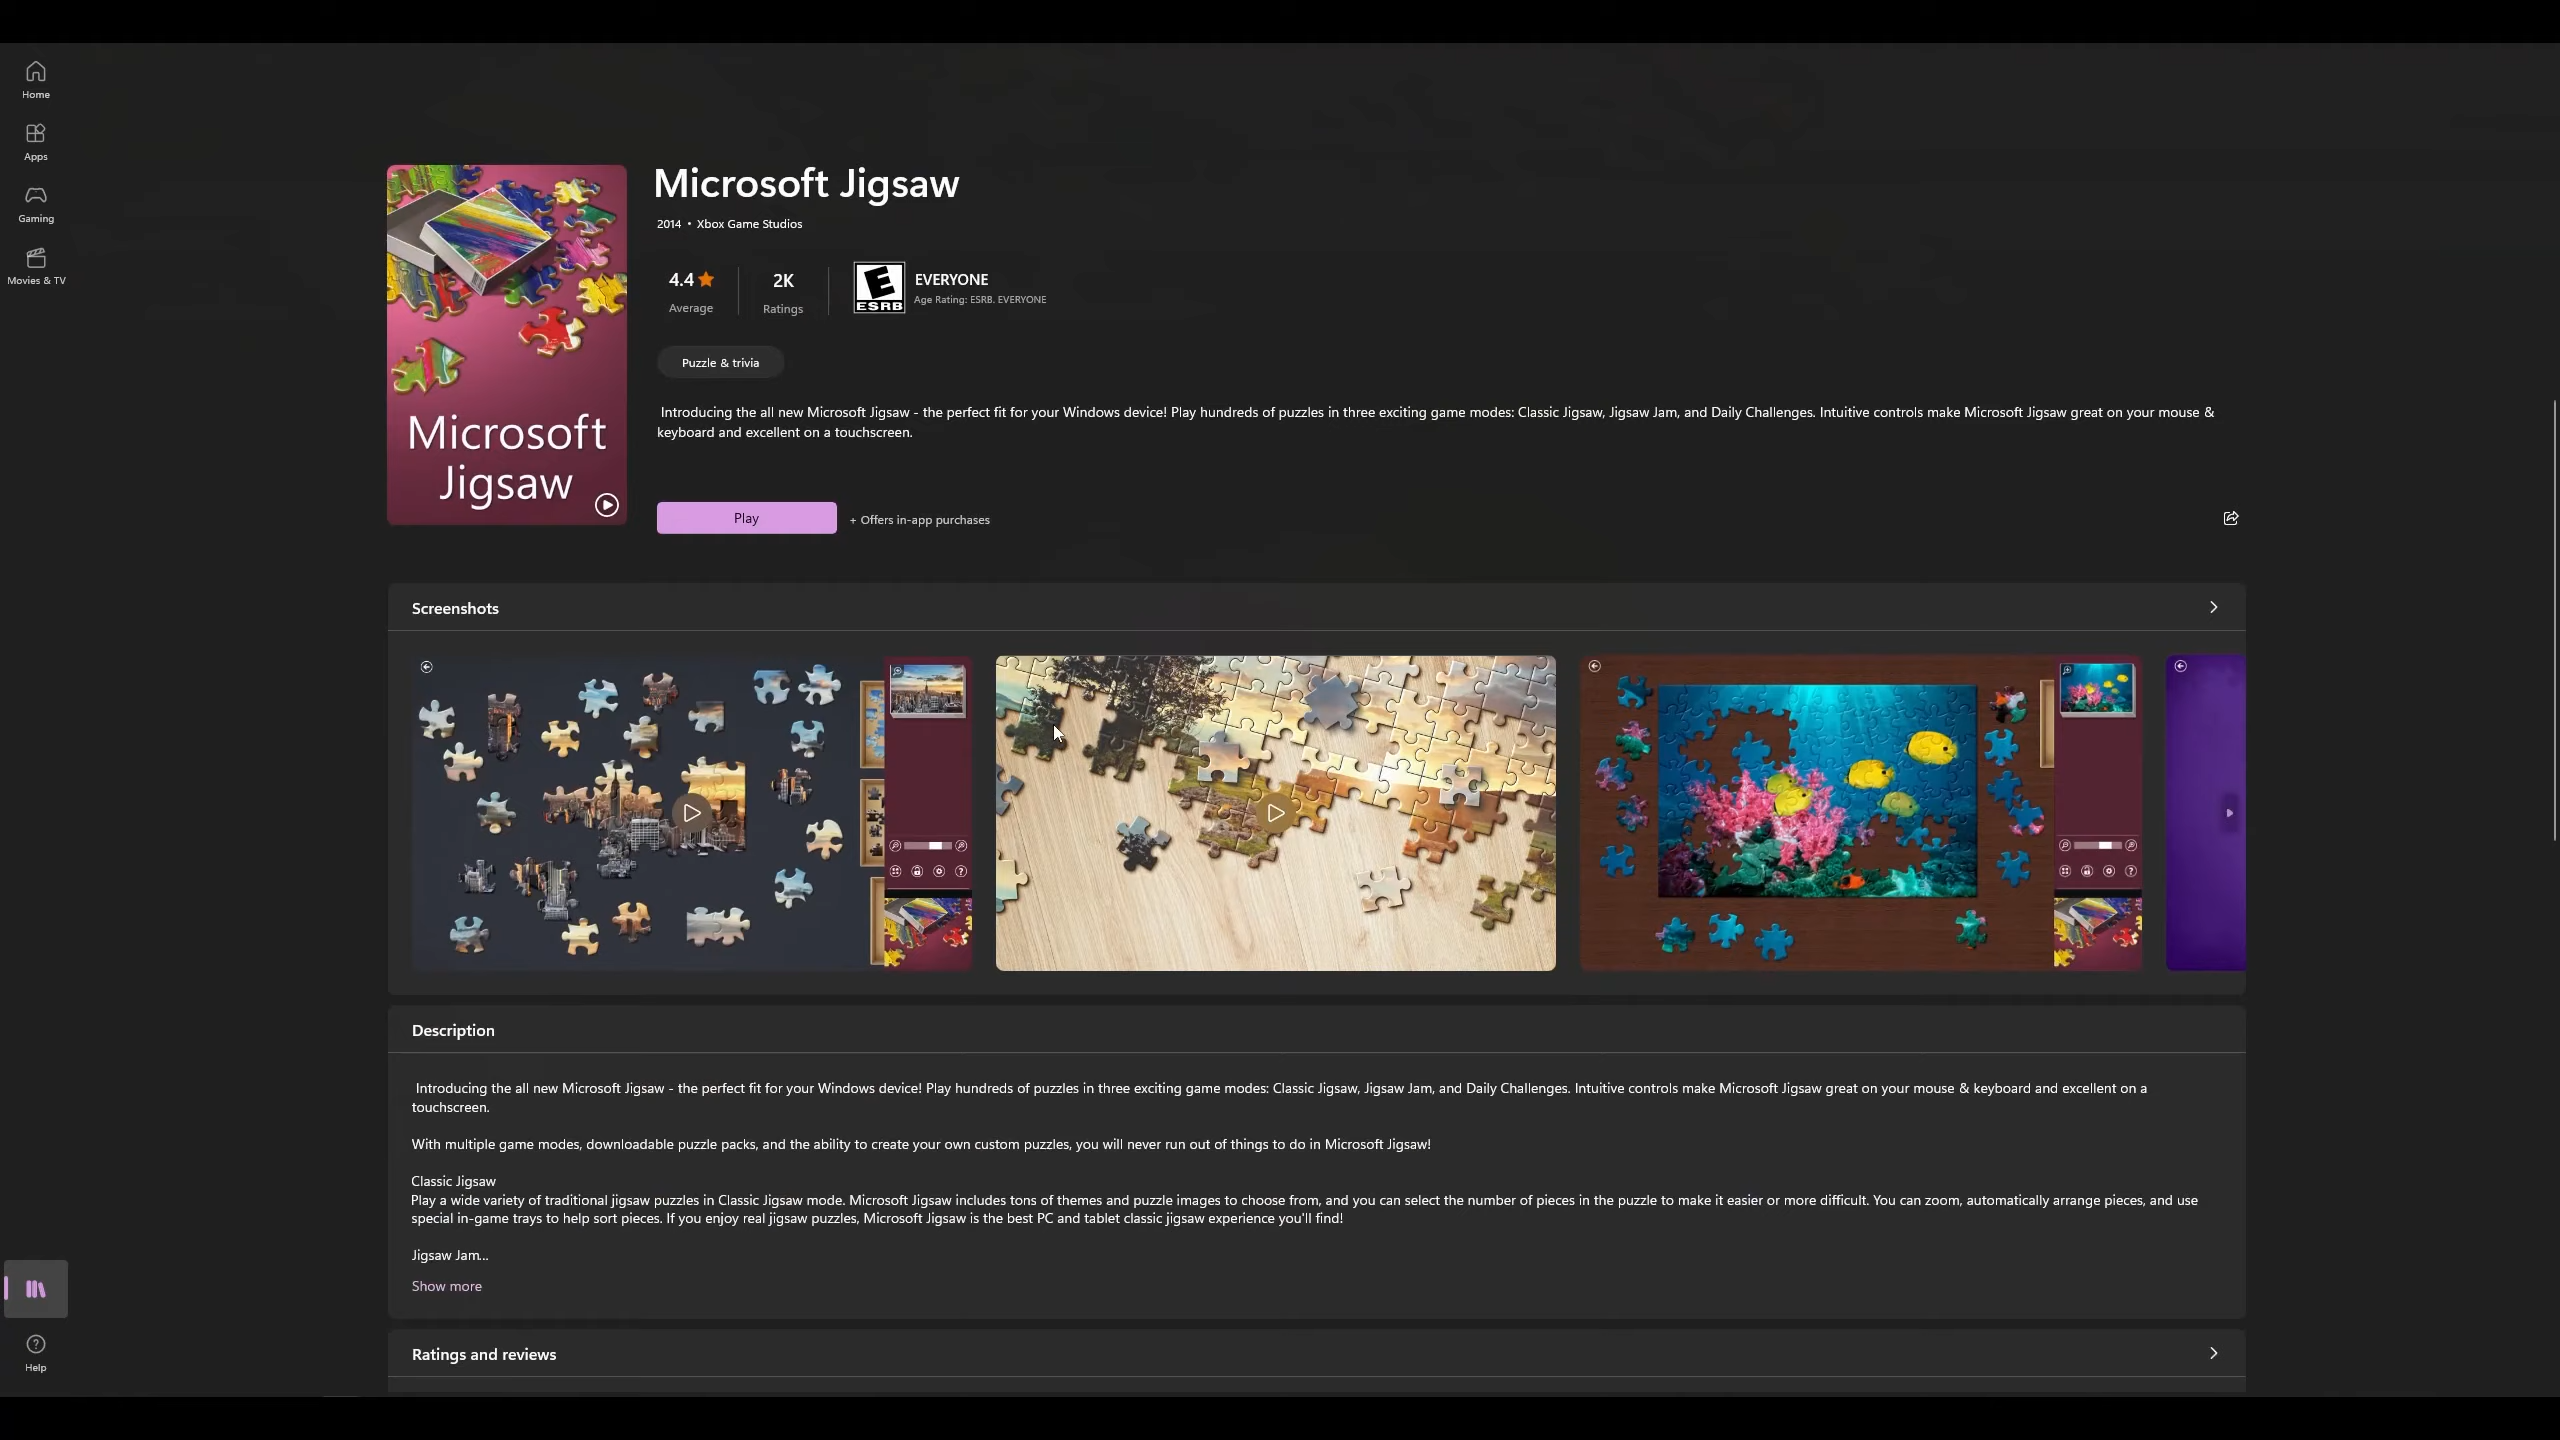 Home
Apps
Gaming
Movies & TV
Help
Microsoft
Jigsaw
Microsoft Jigsaw
2014 • Xbox Game Studios
4.4
Average
2K
Ratings
E
ESRB
EVERYONE
Age Rating: ESRB. EVERYONE
Puzzle & trivia
Introducing the all new Microsoft Jigsaw - the perfect fit for your Windows device! Play hundreds of puzzles in three exciting game modes: Classic Jigsaw, Jigsaw Jam, and Daily Challenges. Intuitive controls make Microsoft Jigsaw great on your mouse &
keyboard and excellent on a touchscreen.
Play
+ Offers in-app purchases
Screenshots
Description
Introducing the all new Microsoft Jigsaw - the perfect fit for your Windows device! Play hundreds of puzzles in three exciting game modes: Classic Jigsaw, Jigsaw Jam, and Daily Challenges. Intuitive controls make Microsoft Jigsaw great on your mouse & keyboard and excellent on a
touchscreen.
With multiple game modes, downloadable puzzle packs, and the ability to create your own custom puzzles, you will never run out of things to do in Microsoft Jigsaw!
Classic Jigsaw
Play a wide variety of traditional jigsaw puzzles in Classic Jigsaw mode. Microsoft Jigsaw includes tons of themes and puzzle images to choose from, and you can select the number of pieces in the puzzle to make it easier or more difficult. You can zoom, automatically arrange pieces, and use
special in-game trays to help sort pieces. If you enjoy real jigsaw puzzles, Microsoft Jigsaw is the best PC and tablet classic jigsaw experience you'll find!
Jigsaw Jam...
Show more
Ratings and reviews